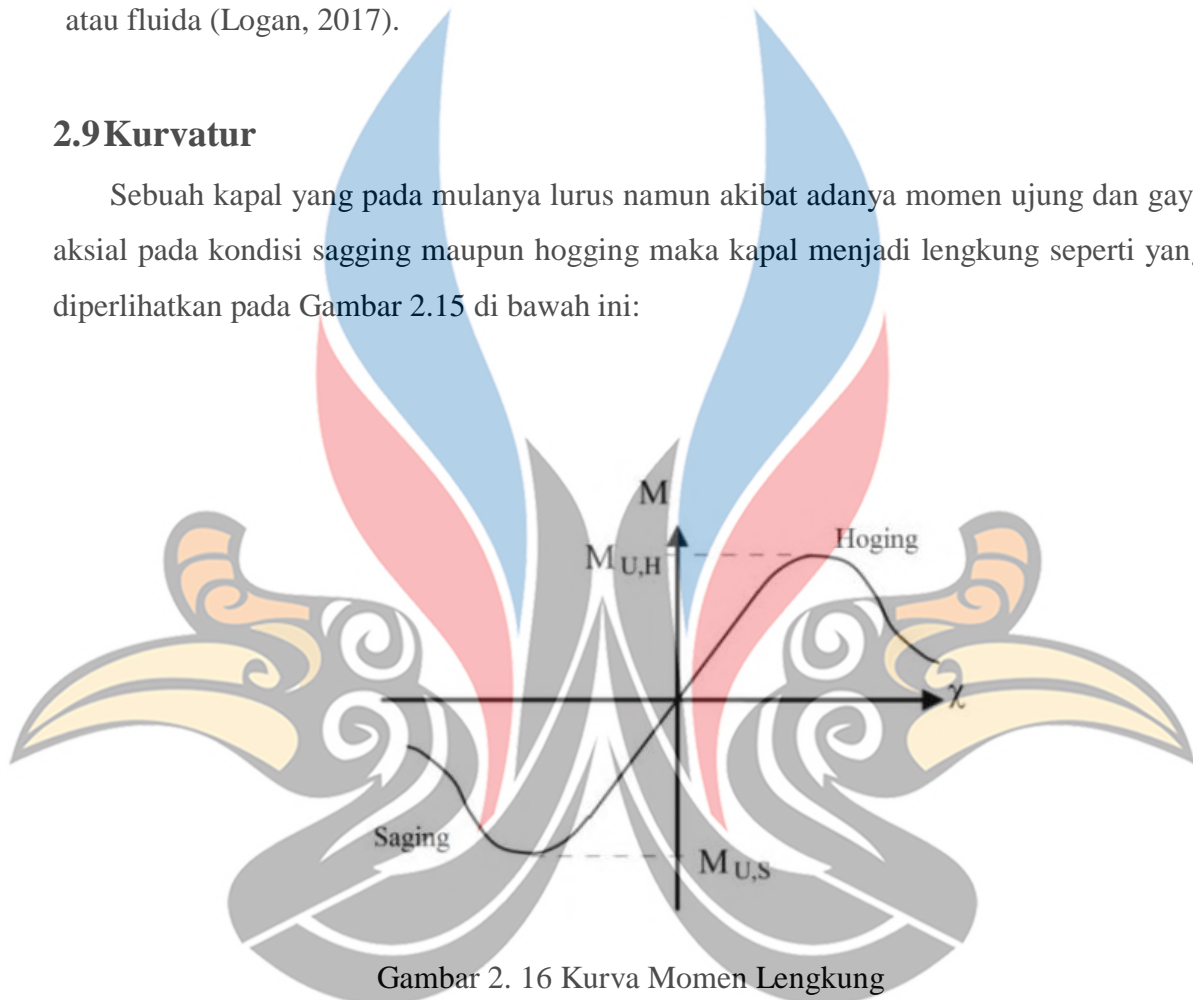 atau fluida (Logan, 2017).
2.9 Kurvatur
Sebuah kapal yang pada mulanya lurus namun akibat adanya momen ujung dan gay
aksial pada kondisi sagging maupun hogging maka kapal menjadi lengkung seperti yang
diperlihatkan pada Gambar 2.15 di bawah ini:
M
Hoging
M U,H
χ
Saging
M U,S
Gambar 2. 16 Kurva Momen Lengkung